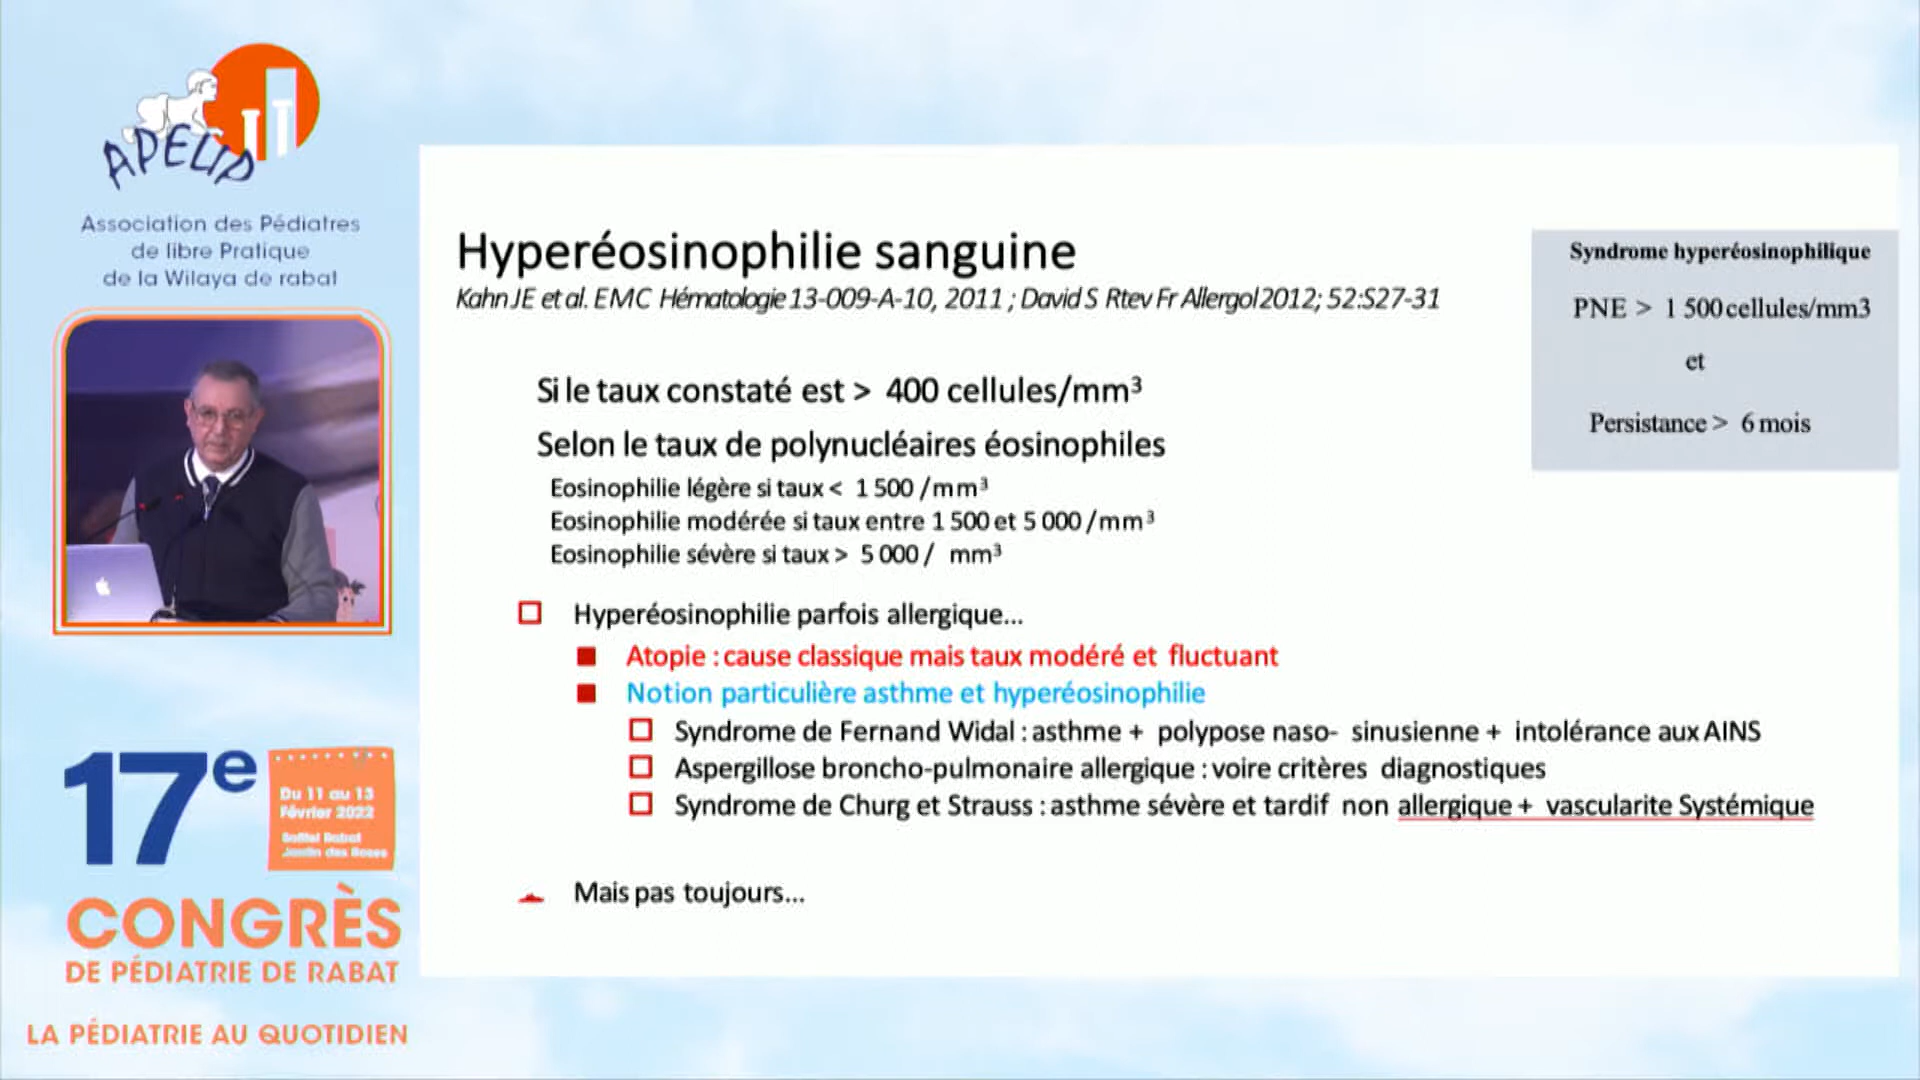 APELIP
Association des Pédiatres
de libre Pratique
de la Wilaya de rabat
17e
Du 11 au 13
Février 2022
Sofitel Rabat
Jardin des Roses
CONGRÈS
DE PÉDIATRIE DE RABAT
LA PÉDIATRIE AU QUOTIDIEN
Hyperéosinophilie sanguine
Kahn JE et al. EMC Hématologie 13-009-A-10, 2011 ; David S Rtev Fr Allergol 2012; 52:S27-31
Syndrome hyperéosinophilique
PNE > 1 500 cellules/mm3
et
Persistance > 6 mois
Si le taux constaté est > 400 cellules/mm³
Selon le taux de polynucléaires éosinophiles
Eosinophilie légère si taux < 1 500 /mm³
Eosinophilie modérée si taux entre 1 500 et 5 000 /mm³
Eosinophilie sévère si taux > 5 000 / mm³
Hyperéosinophilie parfois allergique...
Atopie : cause classique mais taux modéré et fluctuant
Notion particulière asthme et hyperéosinophilie
Syndrome de Fernand Widal : asthme + polypose naso- sinusienne + intolérance aux AINS
Aspergillose broncho-pulmonaire allergique : voire critères diagnostiques
Syndrome de Churg et Strauss : asthme sévère et tardif non allergique + vascularite Systémique
Mais pas toujours...